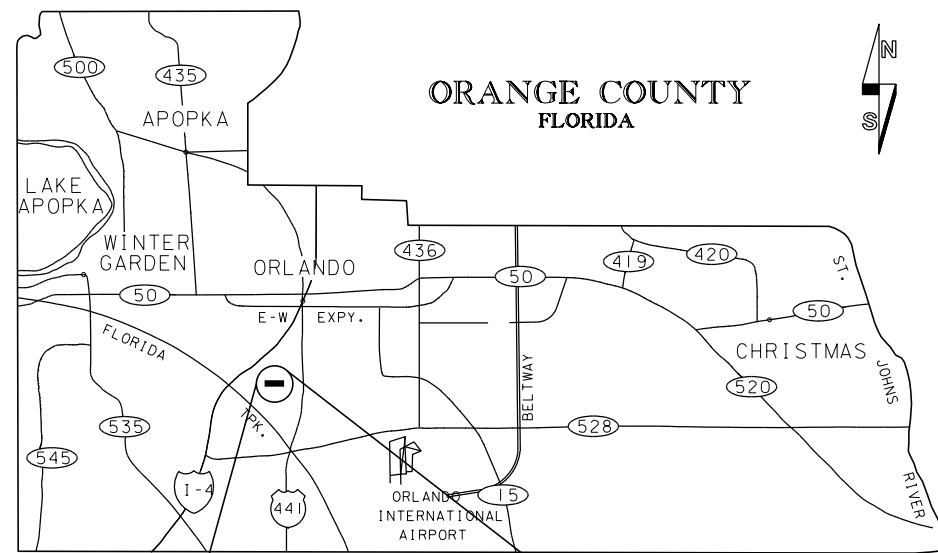 ORANGE COUNTY
FLORIDA
N
S
500
435
APOPKA
LAKE
APOPKA
WINTER
GARDEN
ORLANDO
436
50
419
420
ST.
50
E-W EXPY.
50
FLORIDA
CHRISTMAS
JOHNS
BELTWAY
520
TPK.
535
528
545
I-4
441
15
RIVER
ORLANDO
INTERNATIONAL
AIRPORT